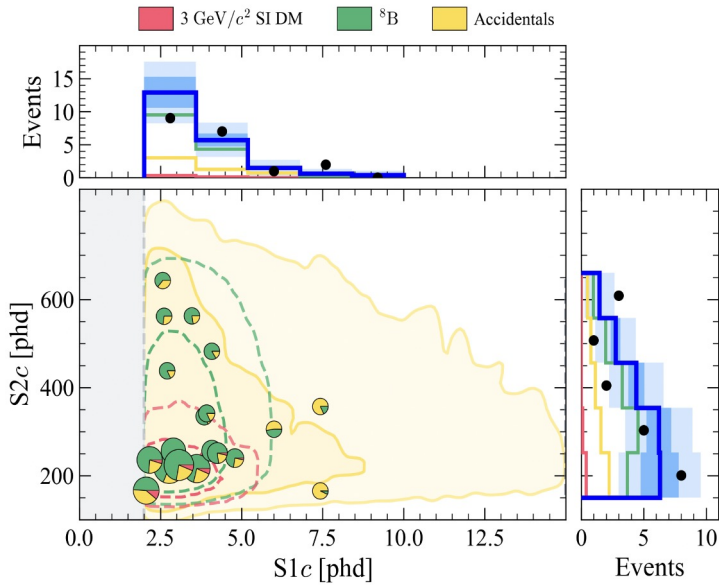 3 GeV/c² SI DM ⁸B Accidentals
Events
15
10
5
0
S2c [phd]
600
400
200
0.0 2.5 5.0 7.5 10.0 12.5
S1c [phd]
0 5 10
Events